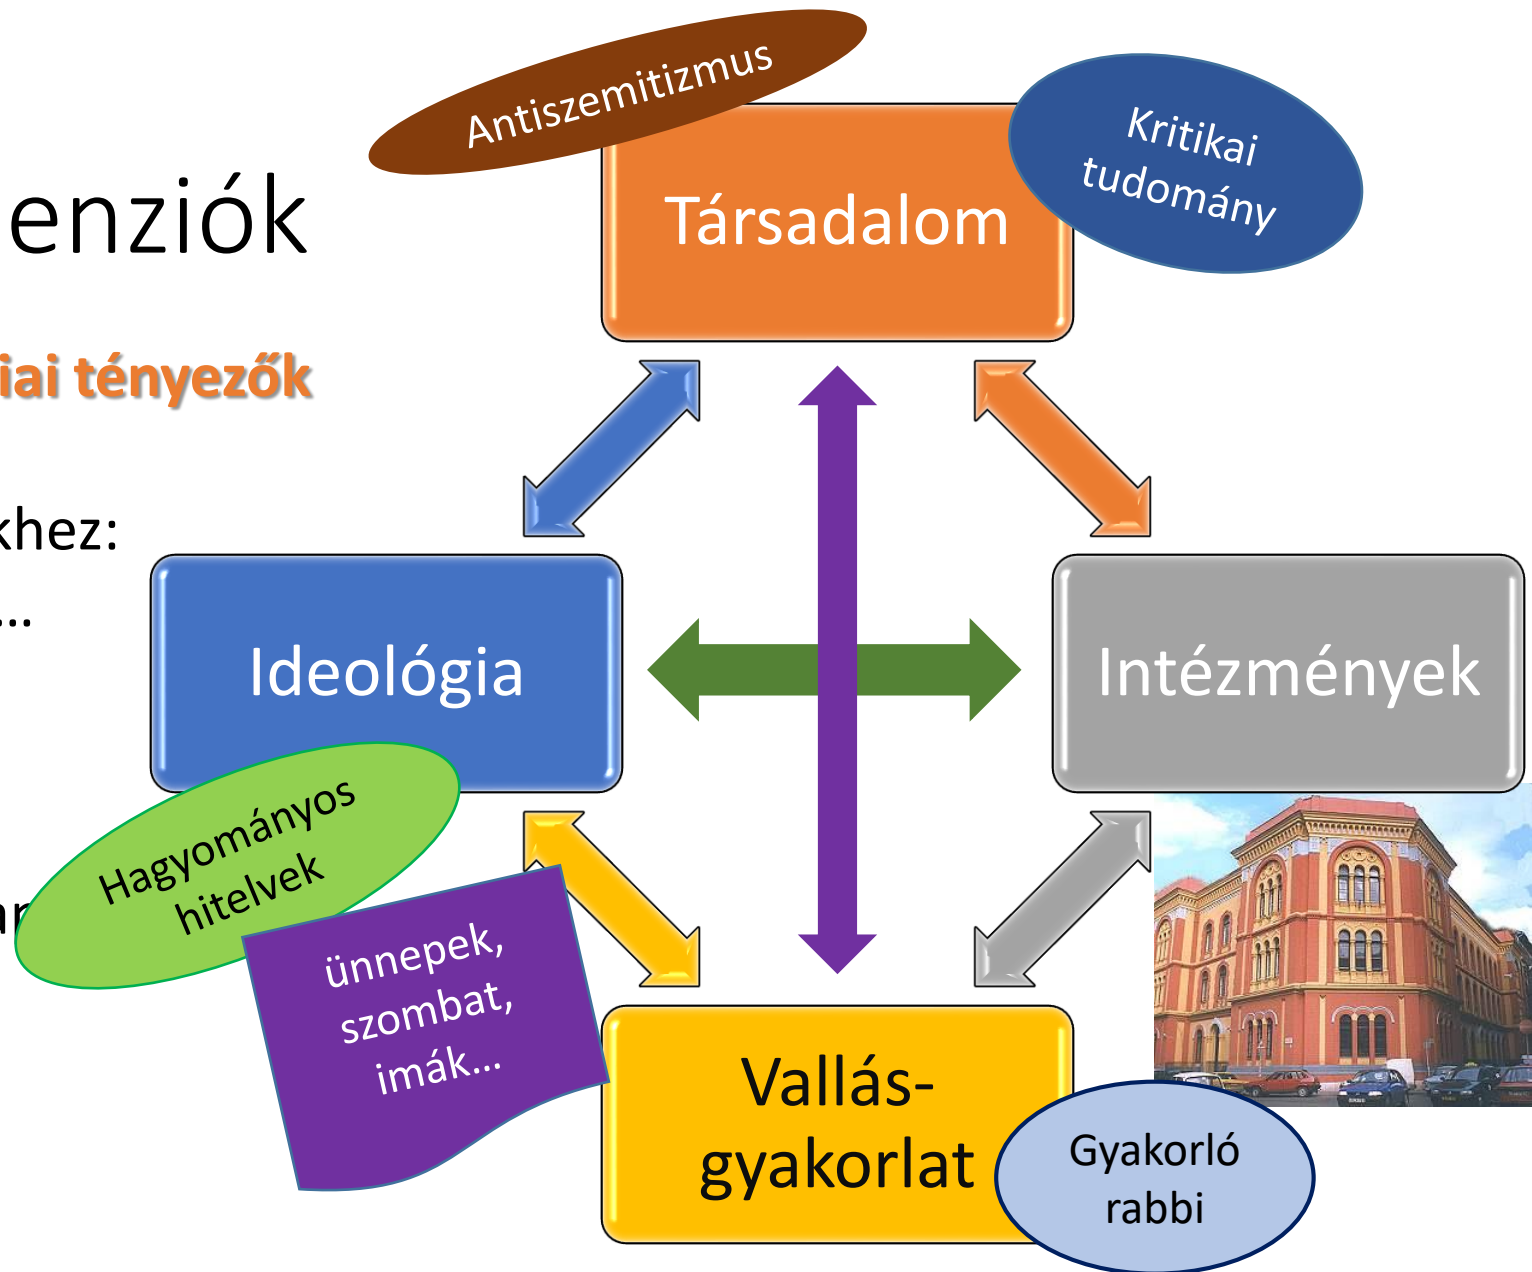 Antiszemitizmus
Kritikai
tudomány
enziók
Társadalom
iai tényezők
khez:
...
Ideológia
Intézmények
Hagyományos
hitelvek
ünnepek,
szombat,
imák...
Vallás-
gyakorlat
Gyakorló
rabbi